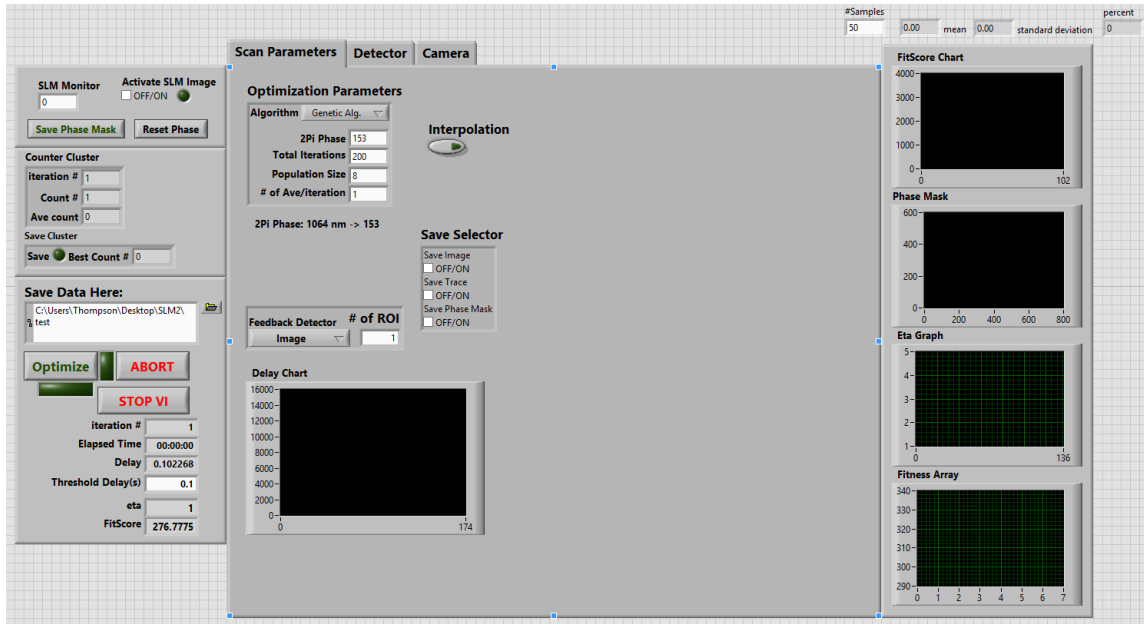 #Samples
50
0.00 mean
0.00 standard deviation
percent
0
Scan Parameters
Detector
Camera
SLM Monitor
0
Activate SLM Image
OFF/ON
Save Phase Mask
Reset Phase
Counter Cluster
iteration # 1
Count # 1
Ave count 0
Save Cluster
Save Best Count # 0
Save Data Here:
C:\Users\Thompson\Desktop\SLM2\
test
Optimize
ABORT
STOP VI
iteration # 1
Elapsed Time 00:00:00
Delay 0.102268
Threshold Delay(s) 0.1
eta 1
FitScore 276.7775
Optimization Parameters
Algorithm Genetic Alg.
2Pi Phase 153
Total Iterations 200
Population Size 8
# of Ave/iteration 1
Interpolation
2Pi Phase: 1064 nm -> 153
Save Selector
Save Image
OFF/ON
Save Trace
OFF/ON
Save Phase Mask
OFF/ON
Feedback Detector
Image
# of ROI
1
Delay Chart
16000
14000
12000
10000
8000
6000
4000
2000
0
0 174
FitScore Chart
4000
3000
2000
1000
0
0 102
Phase Mask
600
400
200
0
0 200 400 600 800
Eta Graph
5
4
3
2
1
0 136
Fitness Array
340
330
320
310
300
290
0 1 2 3 4 5 6 7